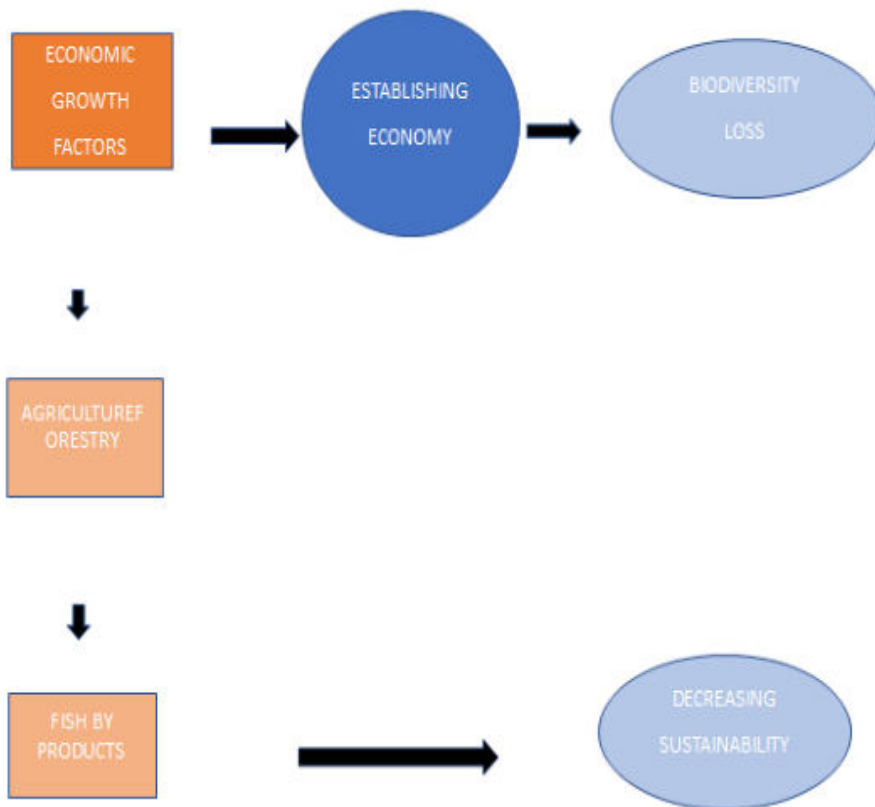 ECONOMIC
GROWTH
FACTORS
ESTABLISHING
ECONOMY
BIODIVERSITY
LOSS
AGRICULTUREF
ORESTRY
FISH BY
PRODUCTS
DECREASING
SUSTAINABILITY